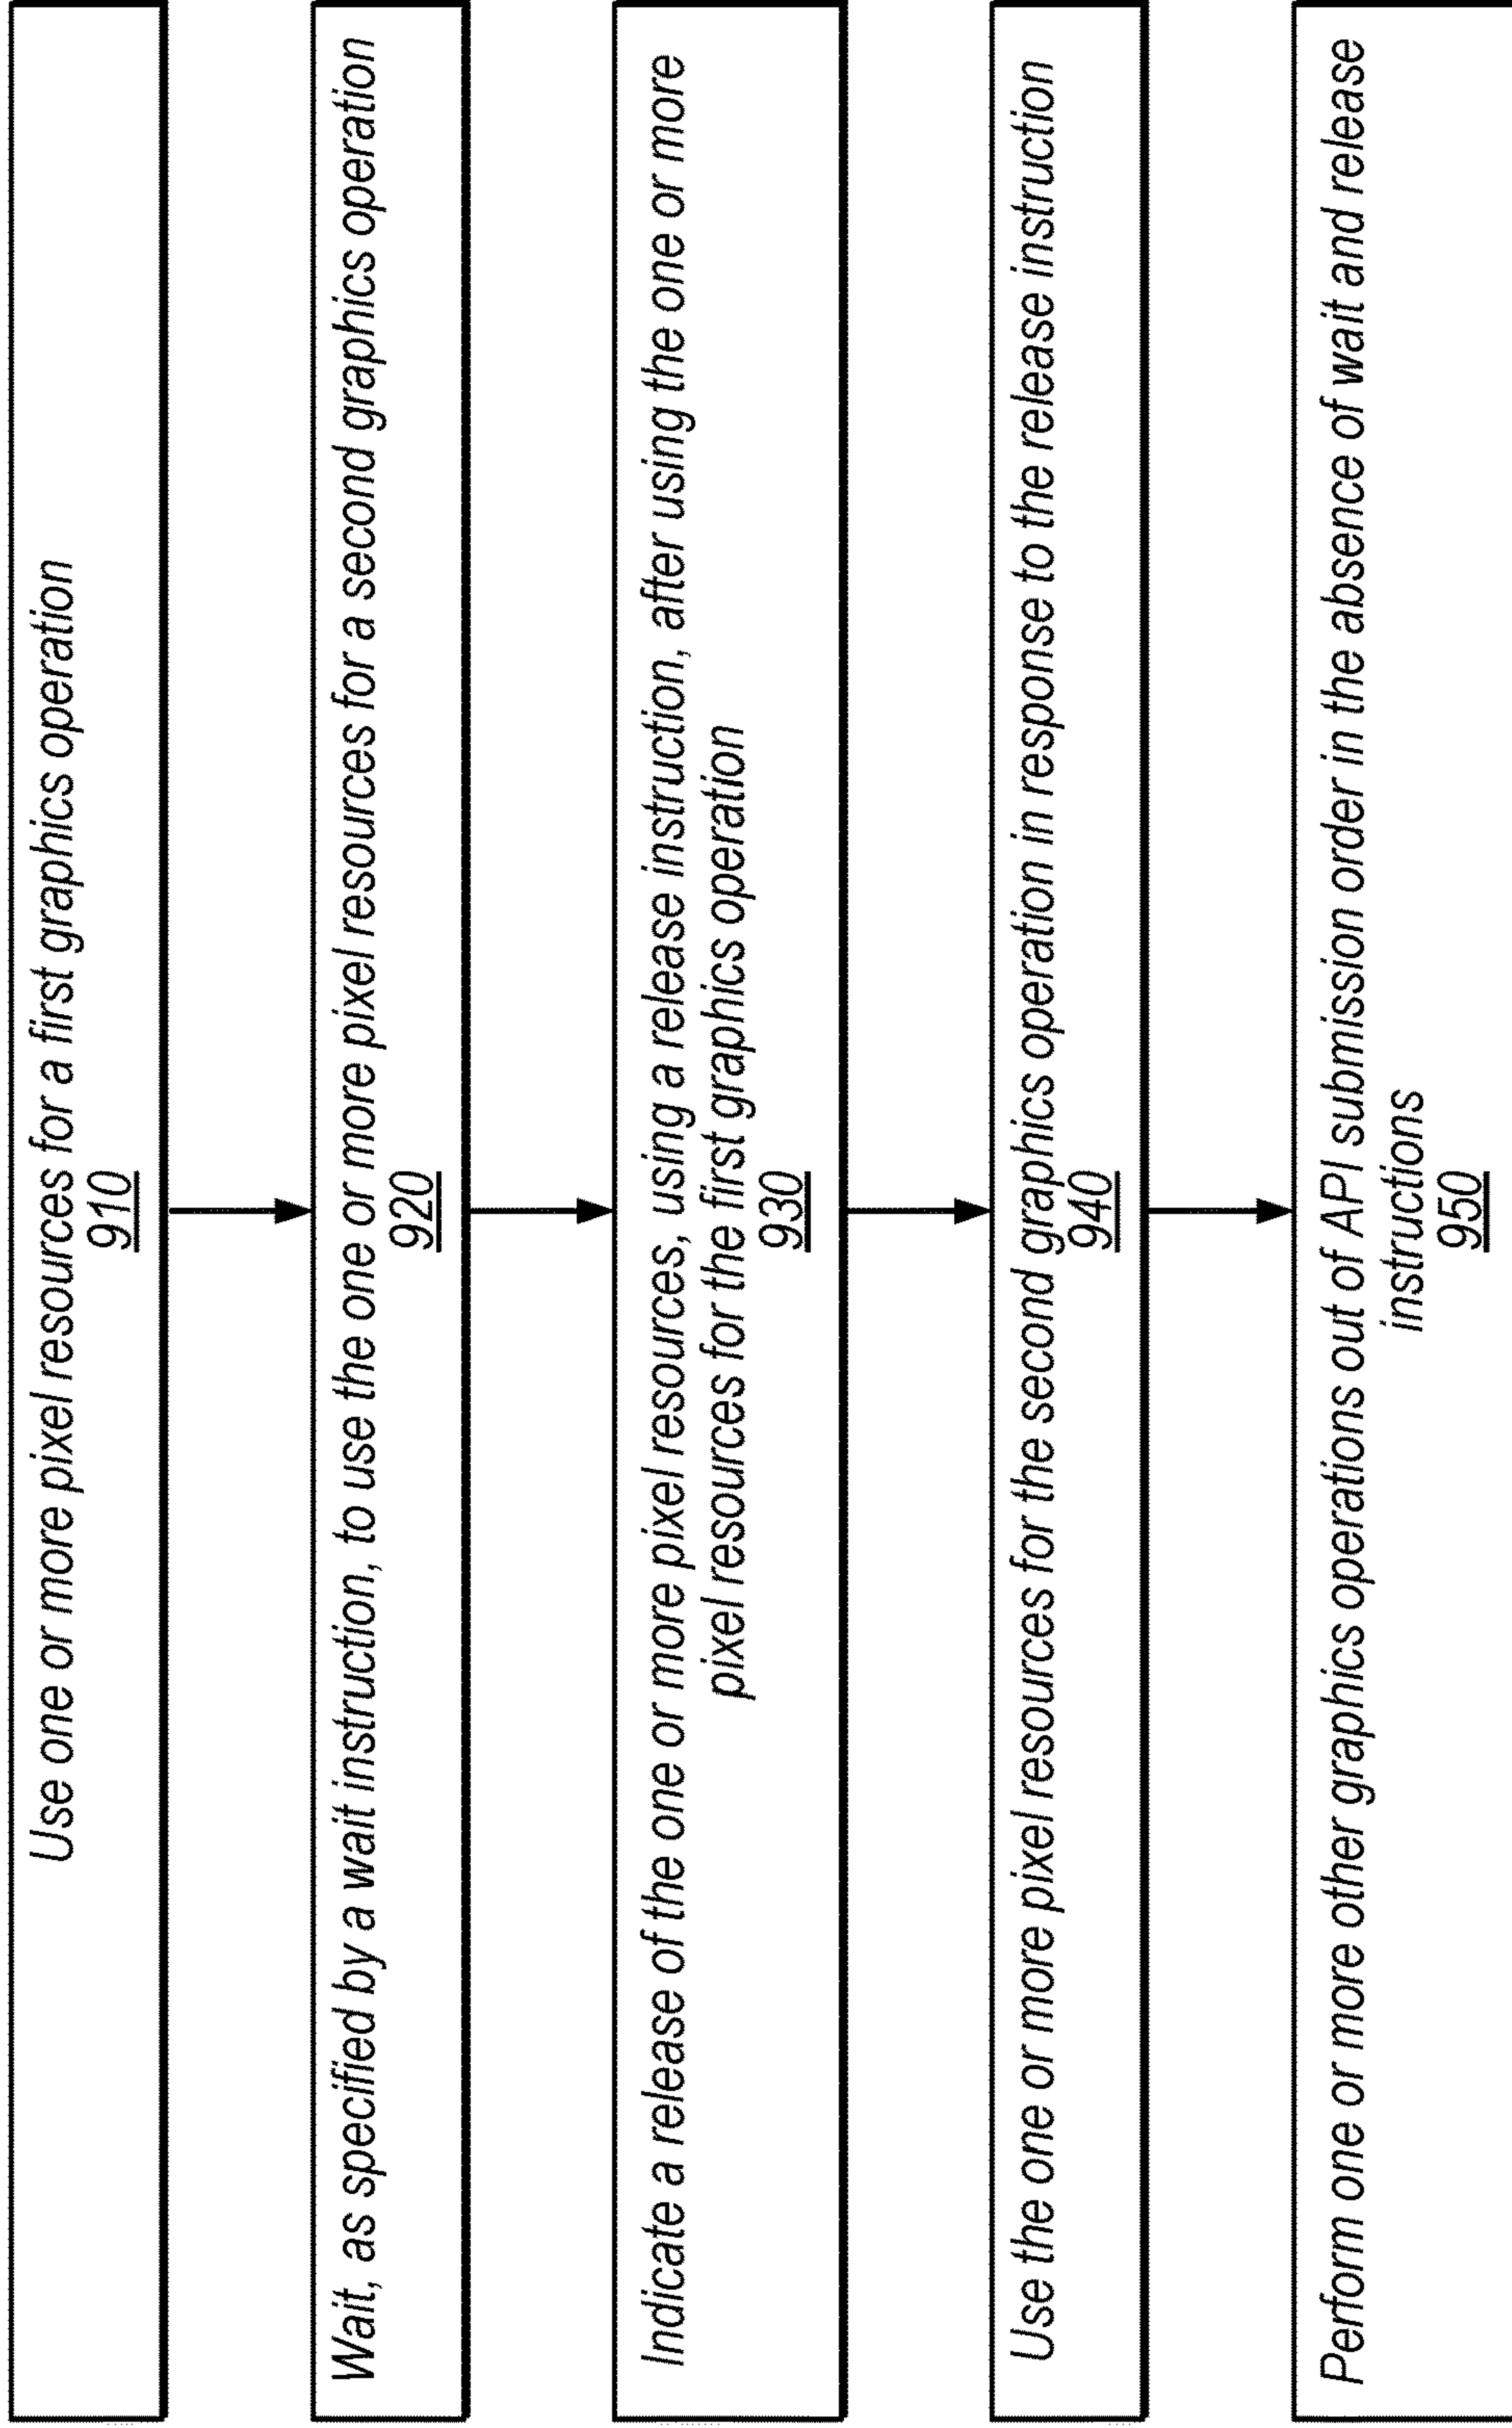 Use one or more pixel resources for a first graphics operation
910
Wait, as specified by a wait instruction, to use the one or more pixel resources for a second graphics operation
920
Indicate a release of the one or more pixel resources, using a release instruction, after using the one or more
pixel resources for the first graphics operation
930
Use the one or more pixel resources for the second graphics operation in response to the release instruction
940
Perform one or more other graphics operations out of API submission order in the absence of wait and release
instructions
950